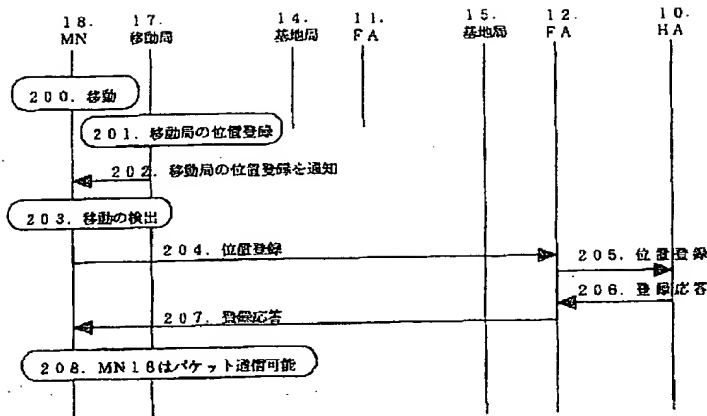 18.
MN
17.
移動局
14.
基地局
11.
FA
15.
基地局
12.
FA
10.
HA
200. 移動
201. 移動局の位置登録
202. 移動局の位置登録を通知
203. 移動の検出
204. 位置登録
205. 位置登録
206. 登録応答
207. 登録応答
208. MN18はパケット通信可能